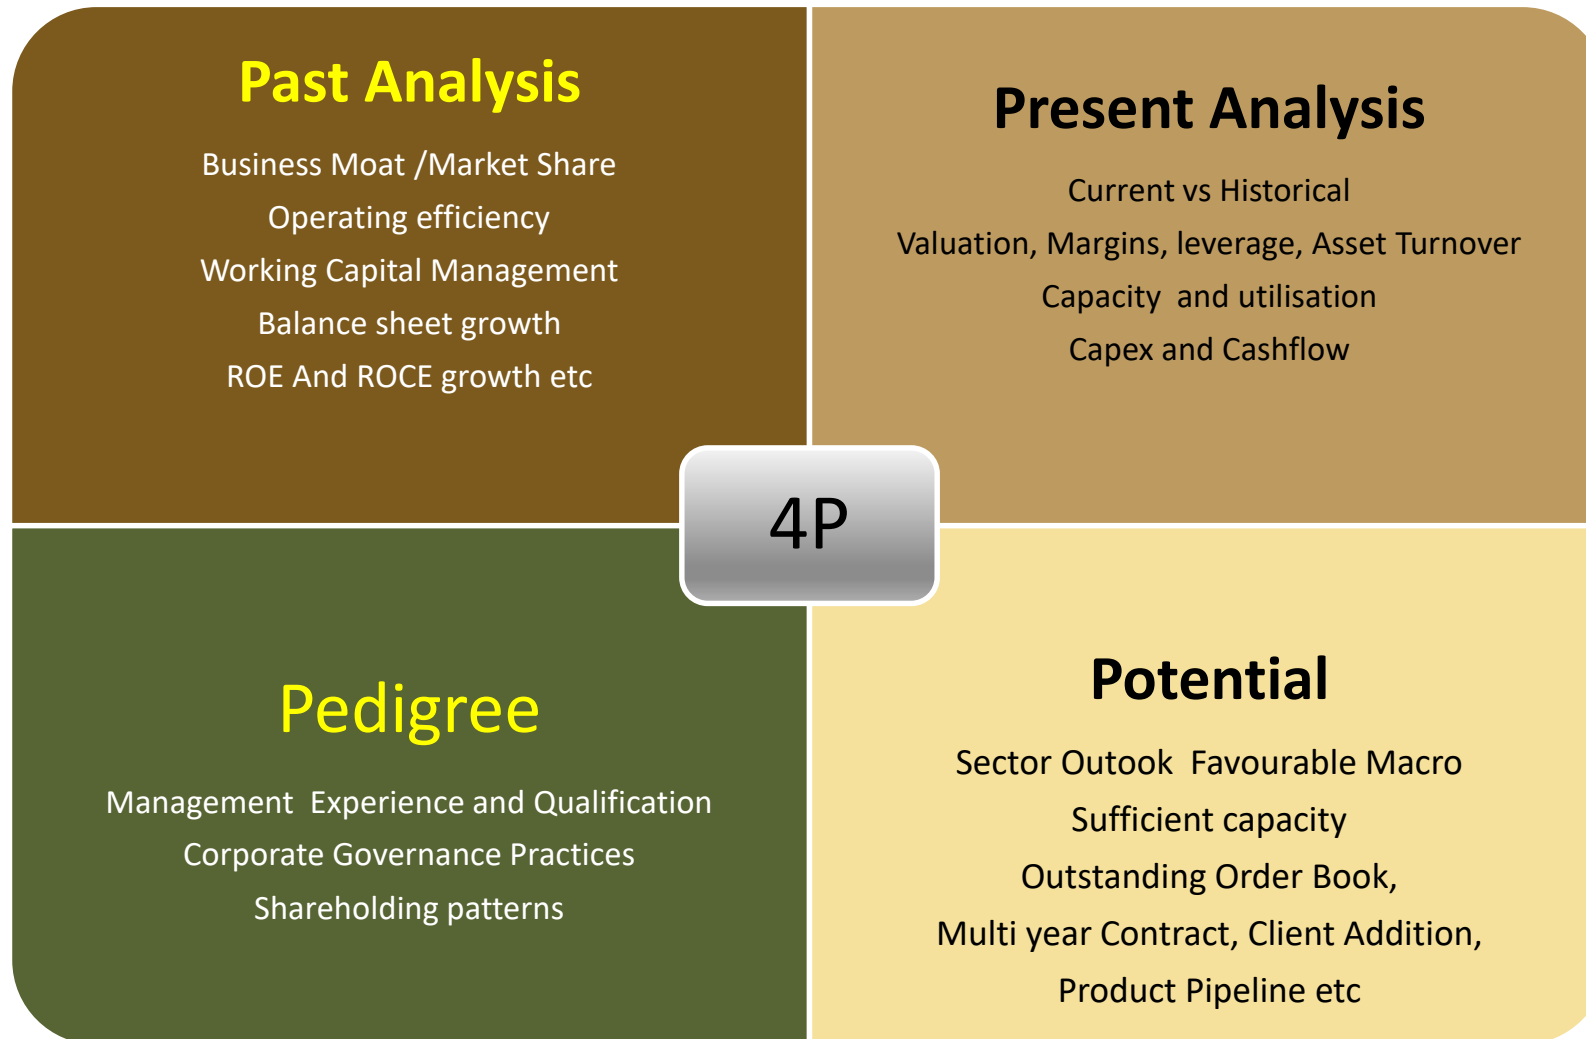 Past Analysis
Business Moat /Market Share
Operating efficiency
Working Capital Management
Balance sheet growth
ROE And ROCE growth etc
Present Analysis
Current vs Historical
Valuation, Margins, leverage, Asset Turnover
Capacity  and utilisation
Capex and Cashflow
4P
Pedigree
Management  Experience and Qualification
Corporate Governance Practices
Shareholding patterns
Potential
Sector Outook  Favourable Macro
Sufficient capacity
Outstanding Order Book,
Multi year Contract, Client Addition,
Product Pipeline etc